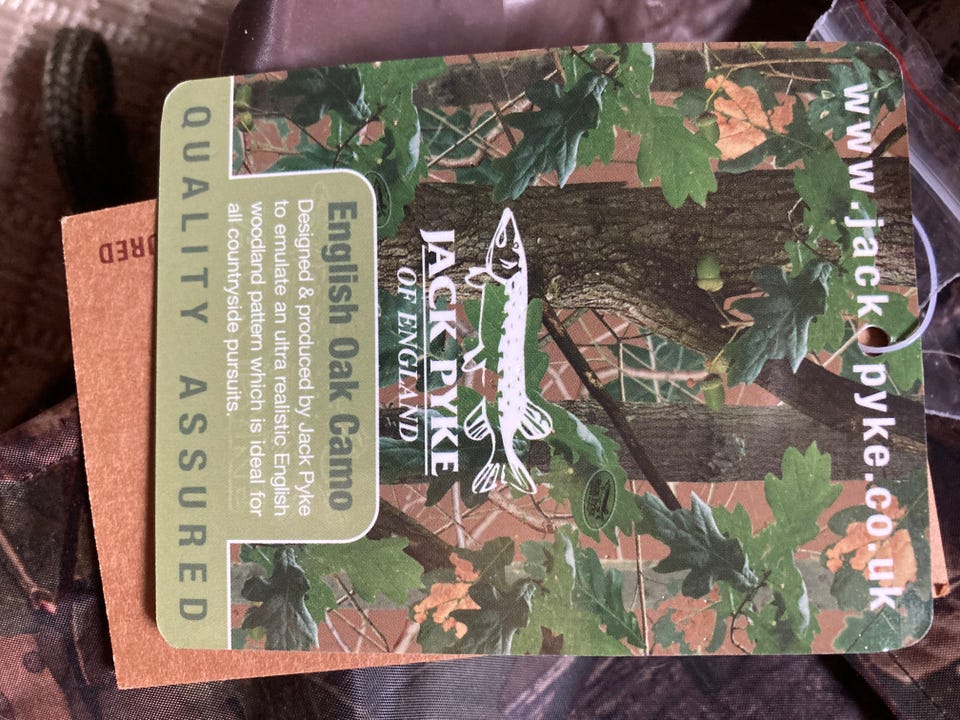 www.jack-pyke.co.uk
JACK PYKE
OF ENGLAND
English Oak Camo
Designed & produced by Jack Pyke
to emulate an ultra realistic English
woodland pattern which is ideal for
all countryside pursuits.
QUALITY ASSURED